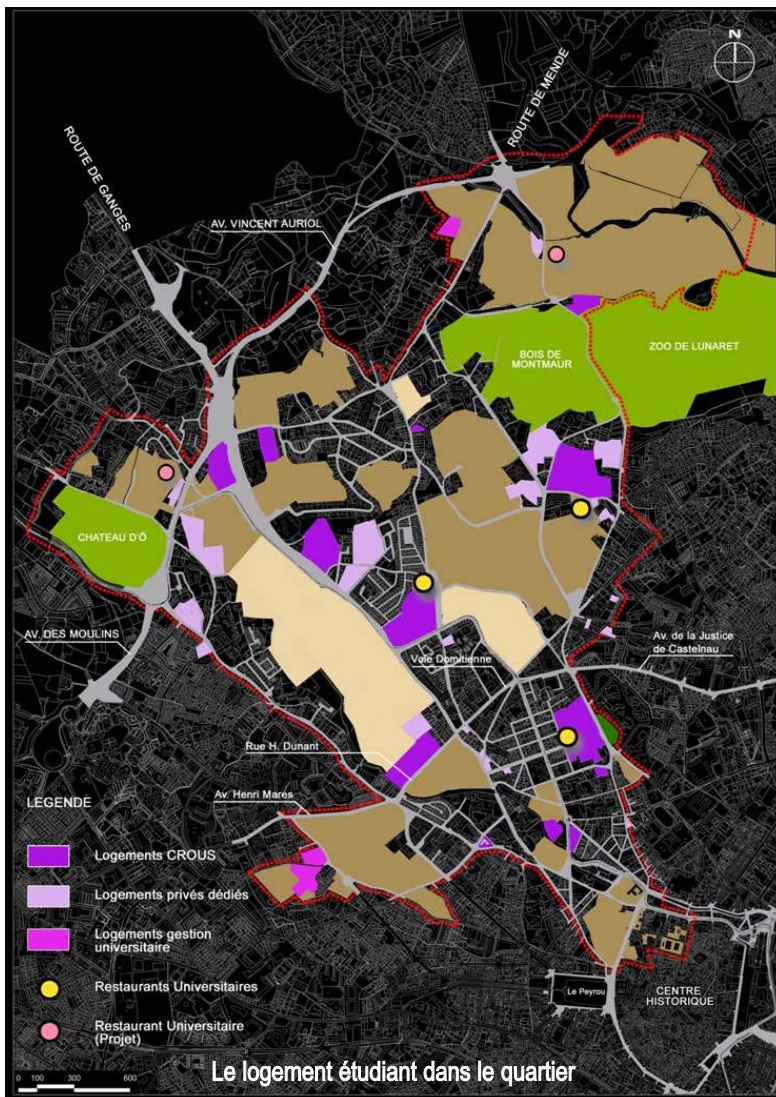 N
ROUTE DE MENDE
ROUTE DE GANGES
AV. VINCENT AURIOL
BOIS DE
MONTMAUR
ZOO DE LUNARET
CHATEAU D'Ô
AV. DES MOULINS
Av. de la Justice
de Castelnau
Voie Domitienne
Rue H. Dunant
Av. Henri Mares
LEGENDE
Logements CROUS
Logements privés dédiés
Logements gestion
universitaire
Restaurants Universitaires
Restaurant Universitaire
(Projet)
Le Peyrou
CENTRE
HISTORIQUE
0 100 300 600
Le logement étudiant dans le quartier